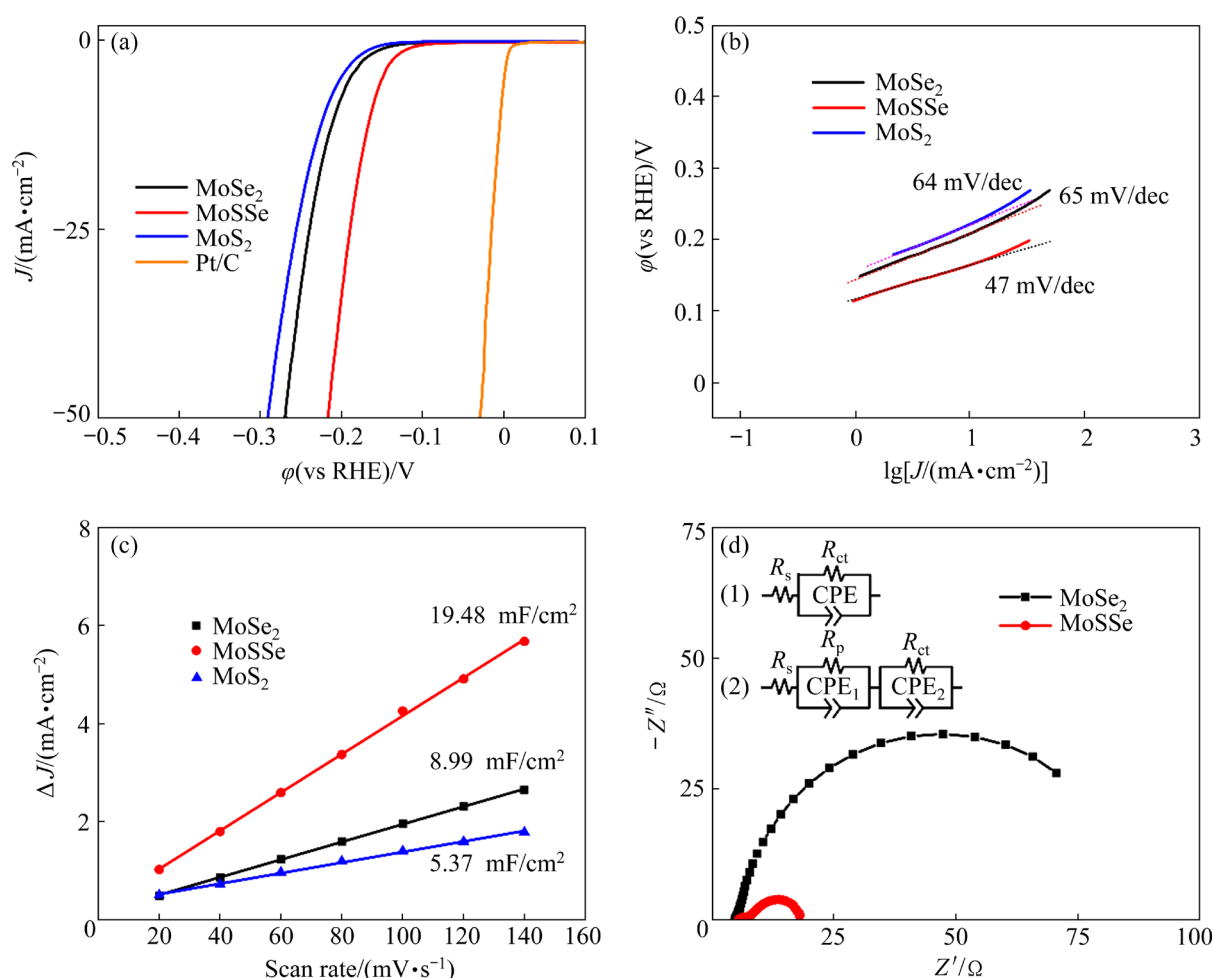 (a)
0
−25
−50
J/(mA•cm⁻²)
MoSe₂
MoSSe
MoS₂
Pt/C
−0.5 −0.4 −0.3 −0.2 −0.1 0 0.1
φ(vs RHE)/V
(b)
0.5
0.4
0.3
0.2
0.1
0
φ(vs RHE)/V
MoSe₂
MoSSe
MoS₂
64 mV/dec
65 mV/dec
47 mV/dec
−1 0 1 2 3
lg[J/(mA•cm⁻²)]
(c)
8
6
4
2
0
ΔJ/(mA•cm⁻²)
MoSe₂
MoSSe
MoS₂
19.48 mF/cm²
8.99 mF/cm²
5.37 mF/cm²
20 40 60 80 100 120 140 160
Scan rate/(mV•s⁻¹)
(d)
75
50
25
0
−Z″/Ω
(1)
Rₛ
R_ct
CPE
(2)
Rₛ
Rₚ
R_ct
CPE₁
CPE₂
MoSe₂
MoSSe
25 50 75 100
Z′/Ω